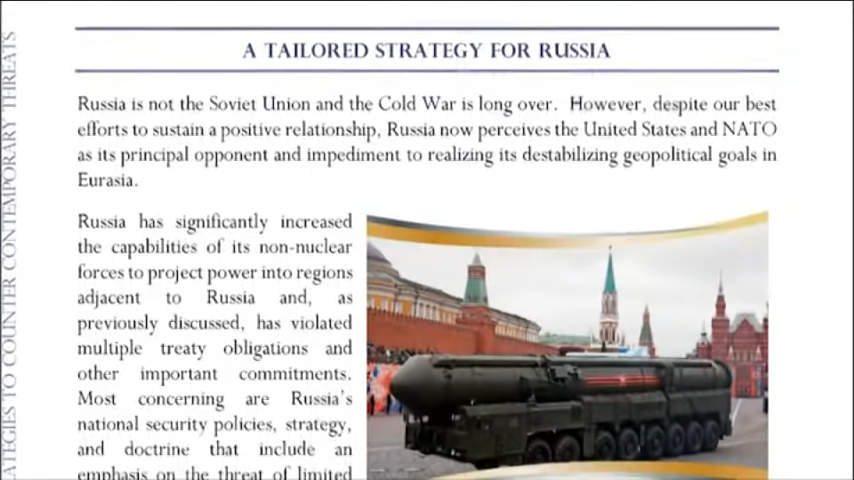 A TAILORED STRATEGY FOR RUSSIA
Russia is not the Soviet Union and the Cold War is long over. However, despite our best
efforts to sustain a positive relationship, Russia now perceives the United States and NATO
as its principal opponent and impediment to realizing its destabilizing geopolitical goals in
Eurasia.
Russia has significantly increased
the capabilities of its non-nuclear
forces to project power into regions
adjacent to Russia and, as
previously discussed, has violated
multiple treaty obligations and
other important commitments.
Most concerning are Russia's
national security policies, strategy,
and doctrine that include an
emphasis on the threat of limited
ATEGIES TO COUNTER CONTEMPORARY THREATS